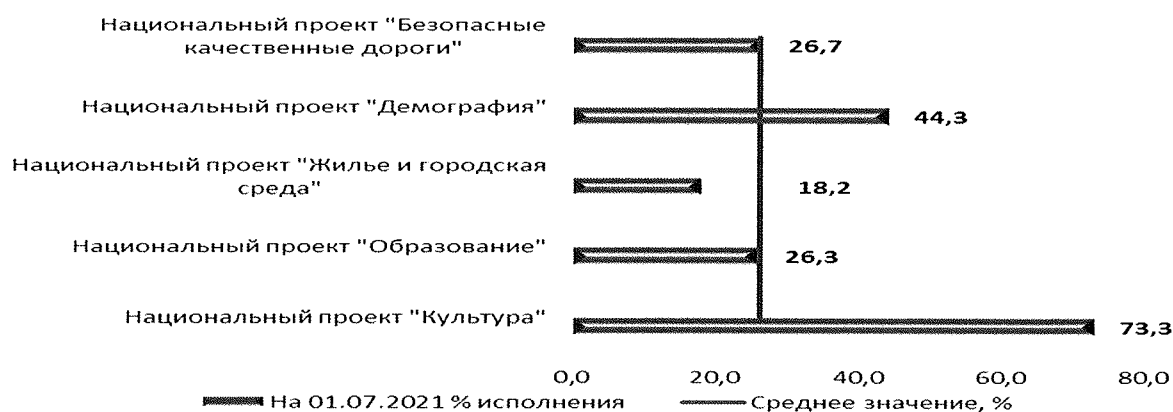 Национальный проект "Безопасные
качественные дороги"
26,7
Национальный проект "Демография"
44,3
Национальный проект "Жилье и городская
среда"
18,2
Национальный проект "Образование"
26,3
Национальный проект "Культура"
73,3
0,0 20,0 40,0 60,0 80,0
На 01.07.2021 % исполнения Среднее значение, %